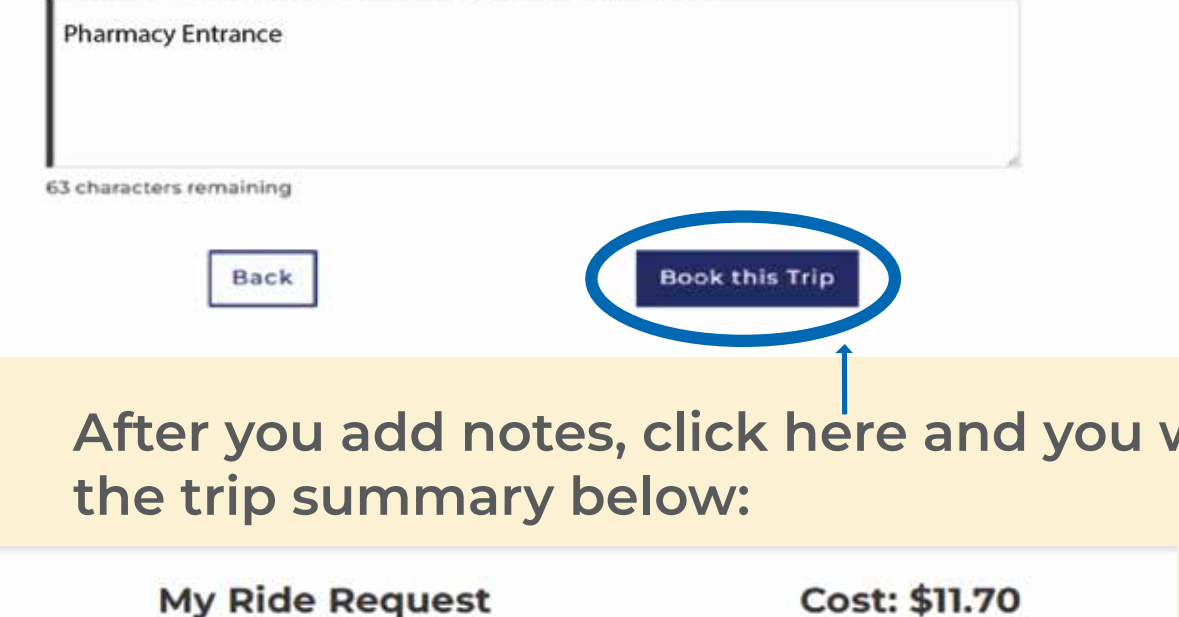 Pharmacy Entrance
63 characters remaining
Back
Book this Trip
After you add notes, click here and you
the trip summary below:
My Ride Request
Cost: $11.70